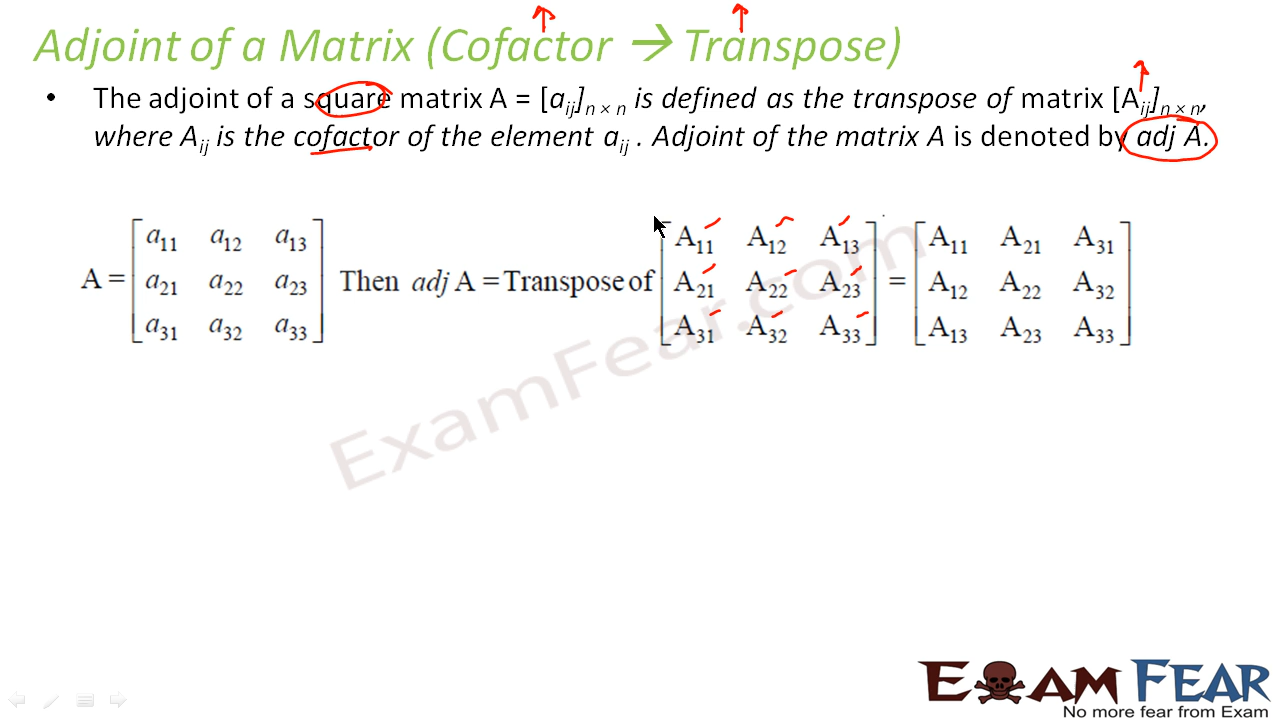 Adjoint of a Matrix (Cofactor → Transpose)
• The adjoint of a square matrix A = [aij]n × n is defined as the transpose of matrix [Aij]n × n,
where Aij is the cofactor of the element aij . Adjoint of the matrix A is denoted by adj A.
a11 a12 a13 A11 A12 A13 A11 A21 A31
A = a21 a22 a23 Then adj A = Transpose of A21 A22 A23 = A12 A22 A32
a31 a32 a33 A31 A32 A33 A13 A23 A33
ExamFear.com
EXAM FEAR
No more fear from Exam